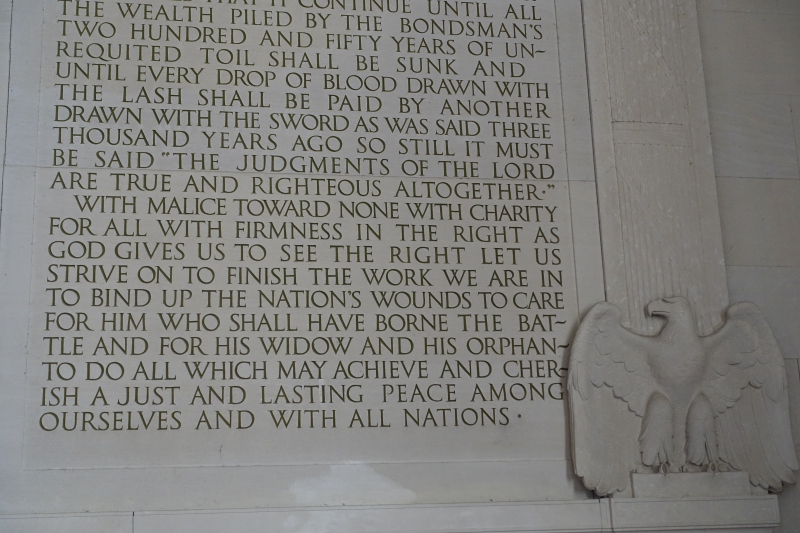 THAT IT CONTINUE UNTIL ALL
THE WEALTH PILED BY THE BONDSMAN'S
TWO HUNDRED AND FIFTY YEARS OF UN~
REQUITED TOIL SHALL BE SUNK AND
UNTIL EVERY DROP OF BLOOD DRAWN WITH
THE LASH SHALL BE PAID BY ANOTHER
DRAWN WITH THE SWORD AS WAS SAID THREE
THOUSAND YEARS AGO SO STILL IT MUST
BE SAID "THE JUDGMENTS OF THE LORD
ARE TRUE AND RIGHTEOUS ALTOGETHER·"
WITH MALICE TOWARD NONE WITH CHARITY
FOR ALL WITH FIRMNESS IN THE RIGHT AS
GOD GIVES US TO SEE THE RIGHT LET US
STRIVE ON TO FINISH THE WORK WE ARE IN
TO BIND UP THE NATION'S WOUNDS TO CARE
FOR HIM WHO SHALL HAVE BORNE THE BAT~
TLE AND FOR HIS WIDOW AND HIS ORPHAN~
TO DO ALL WHICH MAY ACHIEVE AND CHER~
ISH A JUST AND LASTING PEACE AMONG
OURSELVES AND WITH ALL NATIONS ·